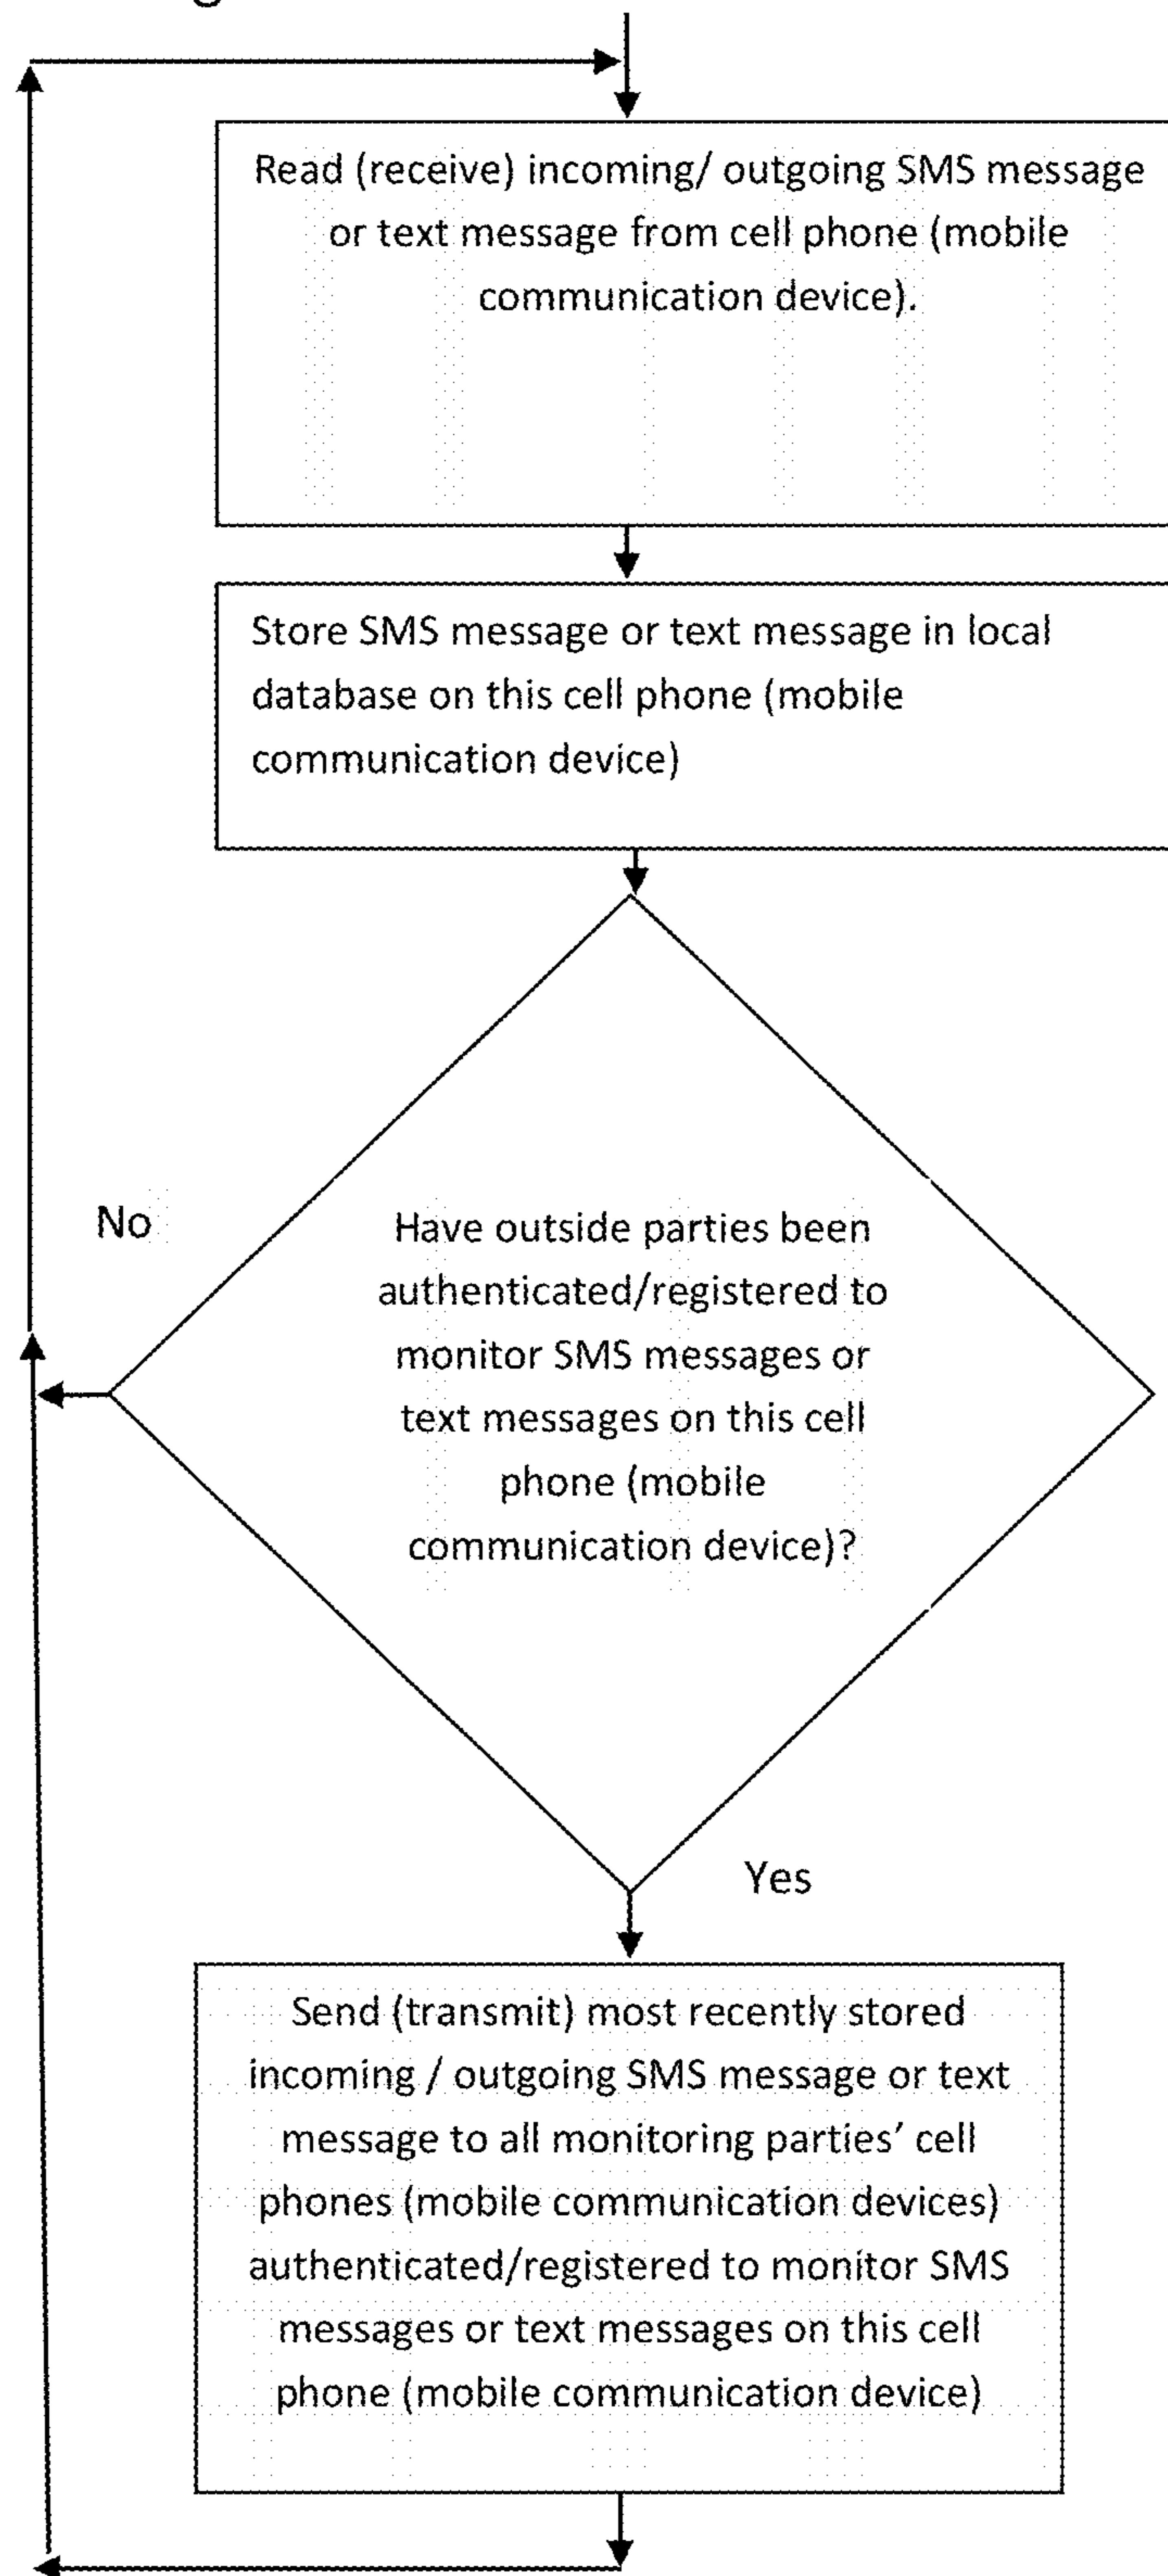 Read (receive) incoming/ outgoing SMS message
or text message from cell phone (mobile
communication device).
Store SMS message or text message in local
database on this cell phone (mobile
communication device)
No
Have outside parties been
authenticated/registered to
monitor SMS messages or
text messages on this cell
phone (mobile
communication device)?
Yes
Send (transmit) most recently stored
incoming / outgoing SMS message or text
message to all monitoring parties’ cell
phones (mobile communication devices)
authenticated/registered to monitor SMS
messages or text messages on this cell
phone (mobile communication device)